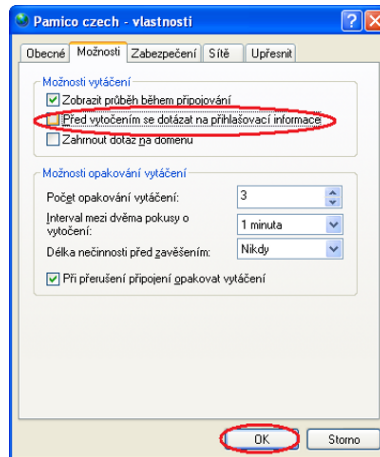 Pamico czech - vlastnosti
Obecné Možnosti Zabezpečení Sítě Upřesnit
Možnosti vytáčení
Zobrazit průběh během připojování
Před vytočením se dotázat na přihlašovací informace
Zahrnout dotaz na doménu
Možnosti opakování vytáčení
Počet opakování vytáčení: 3
Interval mezi dvěma pokusy o
vytočení: 1 minuta
Délka nečinnosti před zavěšením: Nikdy
Při přerušení připojení opakovat vytáčení
OK Storno